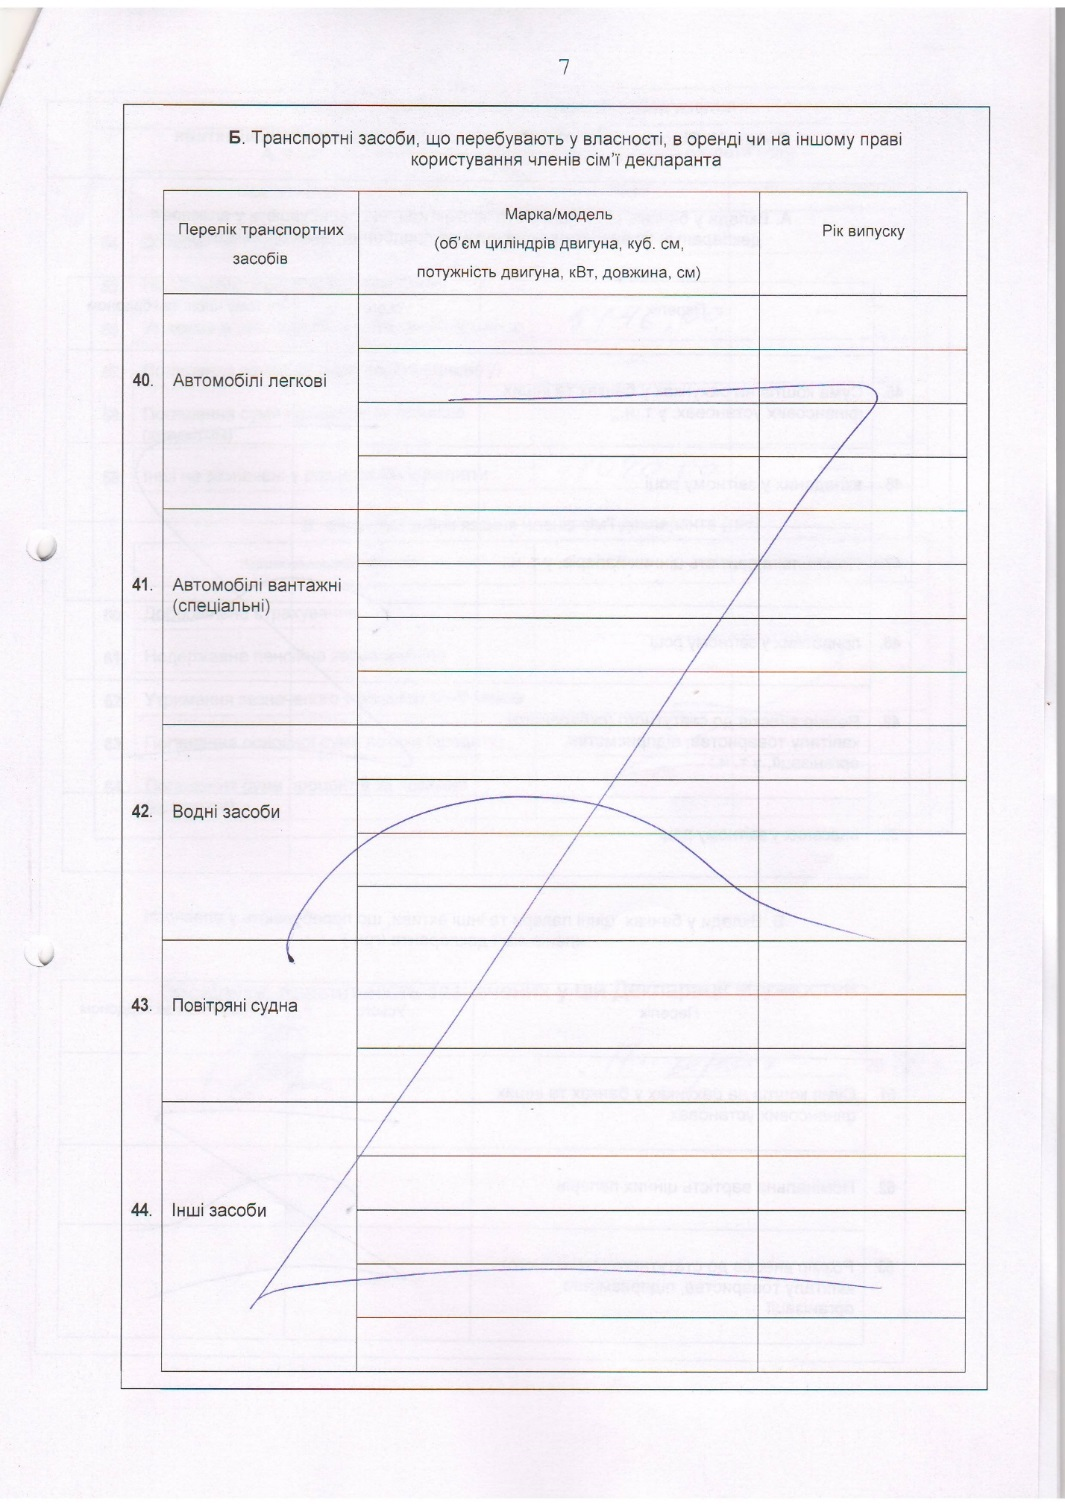 7
Б. Транспортні засоби, що перебувають у власності, в оренді чи на іншому праві
користування членів сім'ї декларанта
Перелік транспортних
засобів
Марка/модель
(об'єм циліндрів двигуна, куб. см,
потужність двигуна, кВт, довжина, см)
Рік випуску
40. Автомобілі легкові
41. Автомобілі вантажні
(спеціальні)
42. Водні засоби
43. Повітряні судна
44. Інші засоби